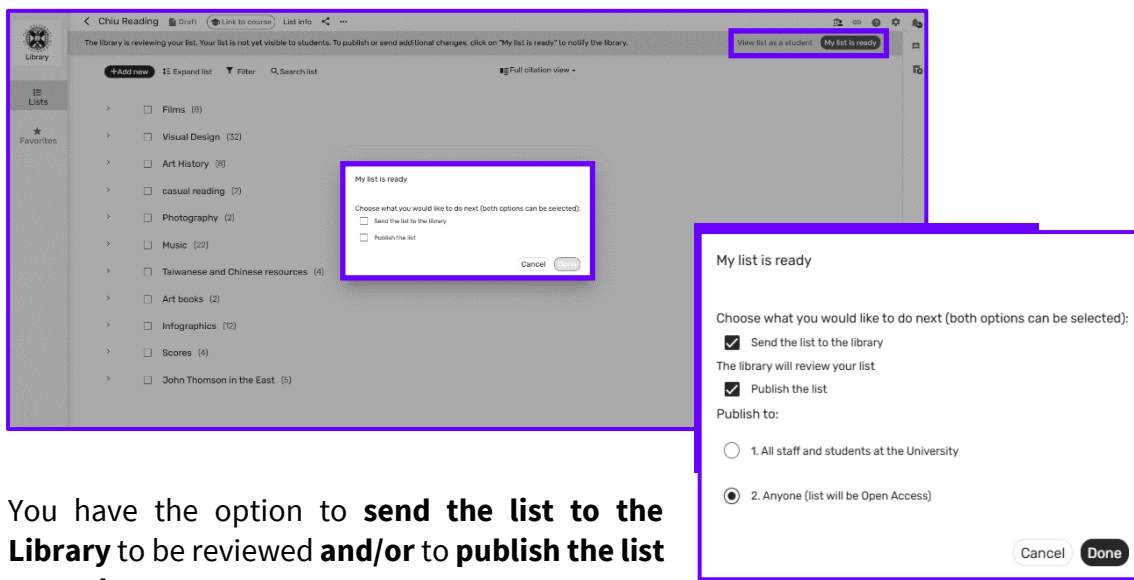 Chiu Reading Draft Link to course List info
The library is reviewing your list. Your list is not yet visible to students. To publish or send additional changes, click on "My list is ready" to notify the library. View list as a student My list is ready
Library
+Add new Expand list Filter Search list Full citation view
Lists
Favorites
Films (8)
Visual Design (32)
Art History (8)
casual reading (2)
Photography (2)
Music (22)
Taiwanese and Chinese resources (4)
Art books (2)
Infographics (12)
Scores (4)
John Thomson in the East (5)
My list is ready
Choose what you would like to do next (both options can be selected):
Send the list to the library
Publish the list
Cancel Done
My list is ready
Choose what you would like to do next (both options can be selected):
Send the list to the library
The library will review your list
Publish the list
Publish to:
1. All staff and students at the University
2. Anyone (list will be Open Access)
Cancel Done
You have the option to send the list to the
Library to be reviewed and/or to publish the list